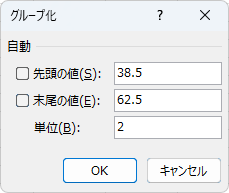 グループ化
?
×
自動
先頭の値(S): 38.5
末尾の値(E): 62.5
単位(B): 2
OK キャンセル